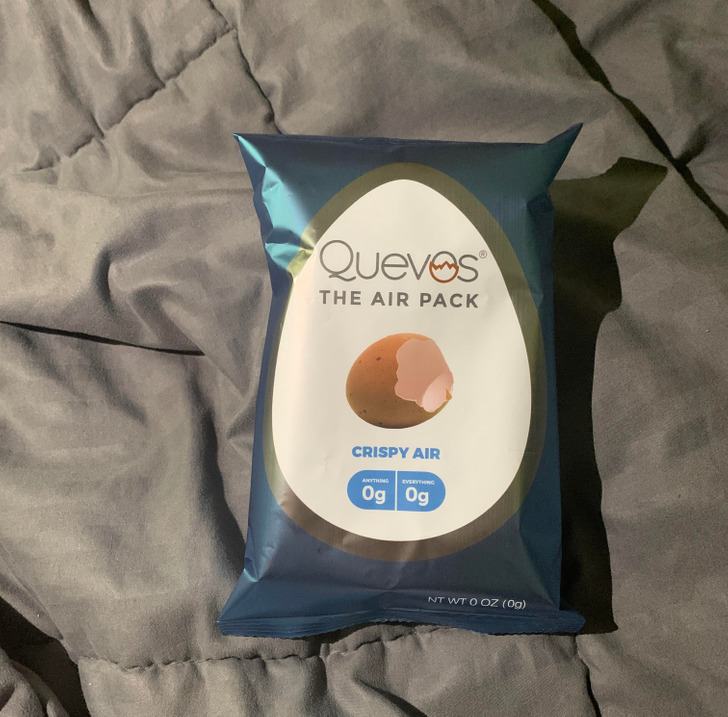 Quevos®
THE AIR PACK
CRISPY AIR
ANYTHING EVERYTHING
0g 0g
NT WT 0 OZ (0g)